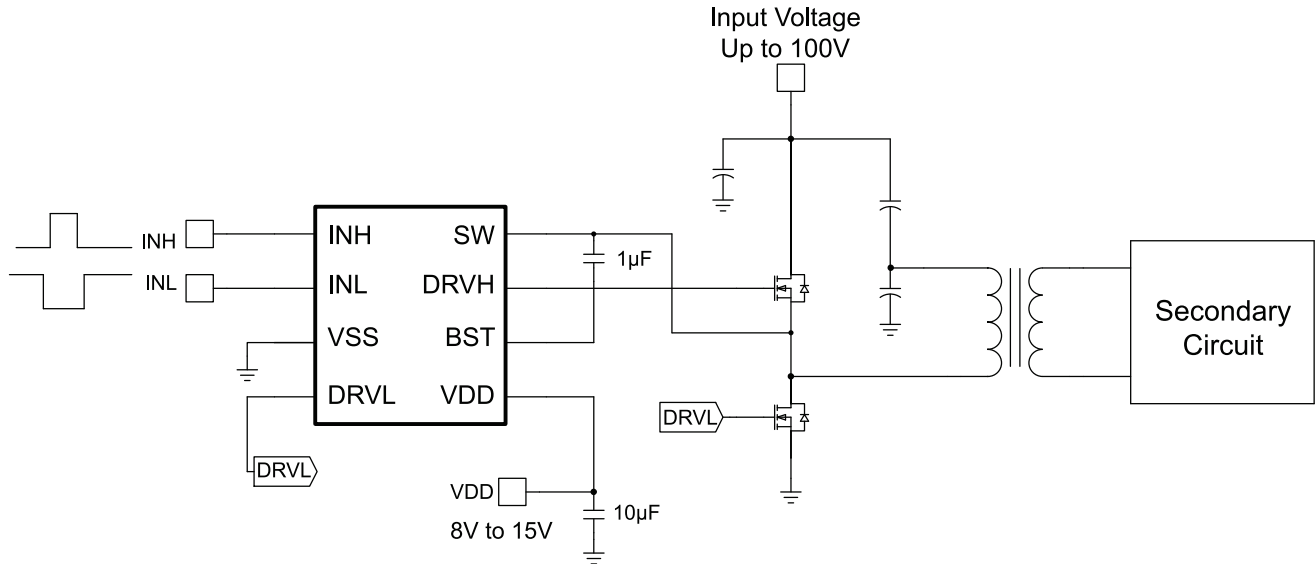 Input Voltage
Up to 100V
INH
INL
INH
INL
VSS
DRVL
SW
DRVH
BST
VDD
1µF
DRVL
DRVL
VDD
8V to 15V
10µF
Secondary
Circuit